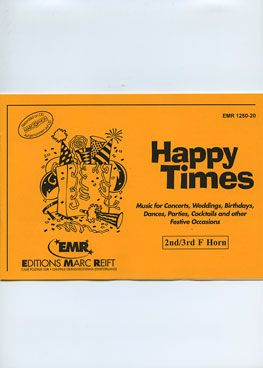 EMR 1250-20
Happy
Times
Music for Concerts, Weddings, Birthdays,
Dances, Parties, Cocktails and other
Festive Occasions
2nd/3rd F Horn
EMR
EDITIONS MARC REIFT